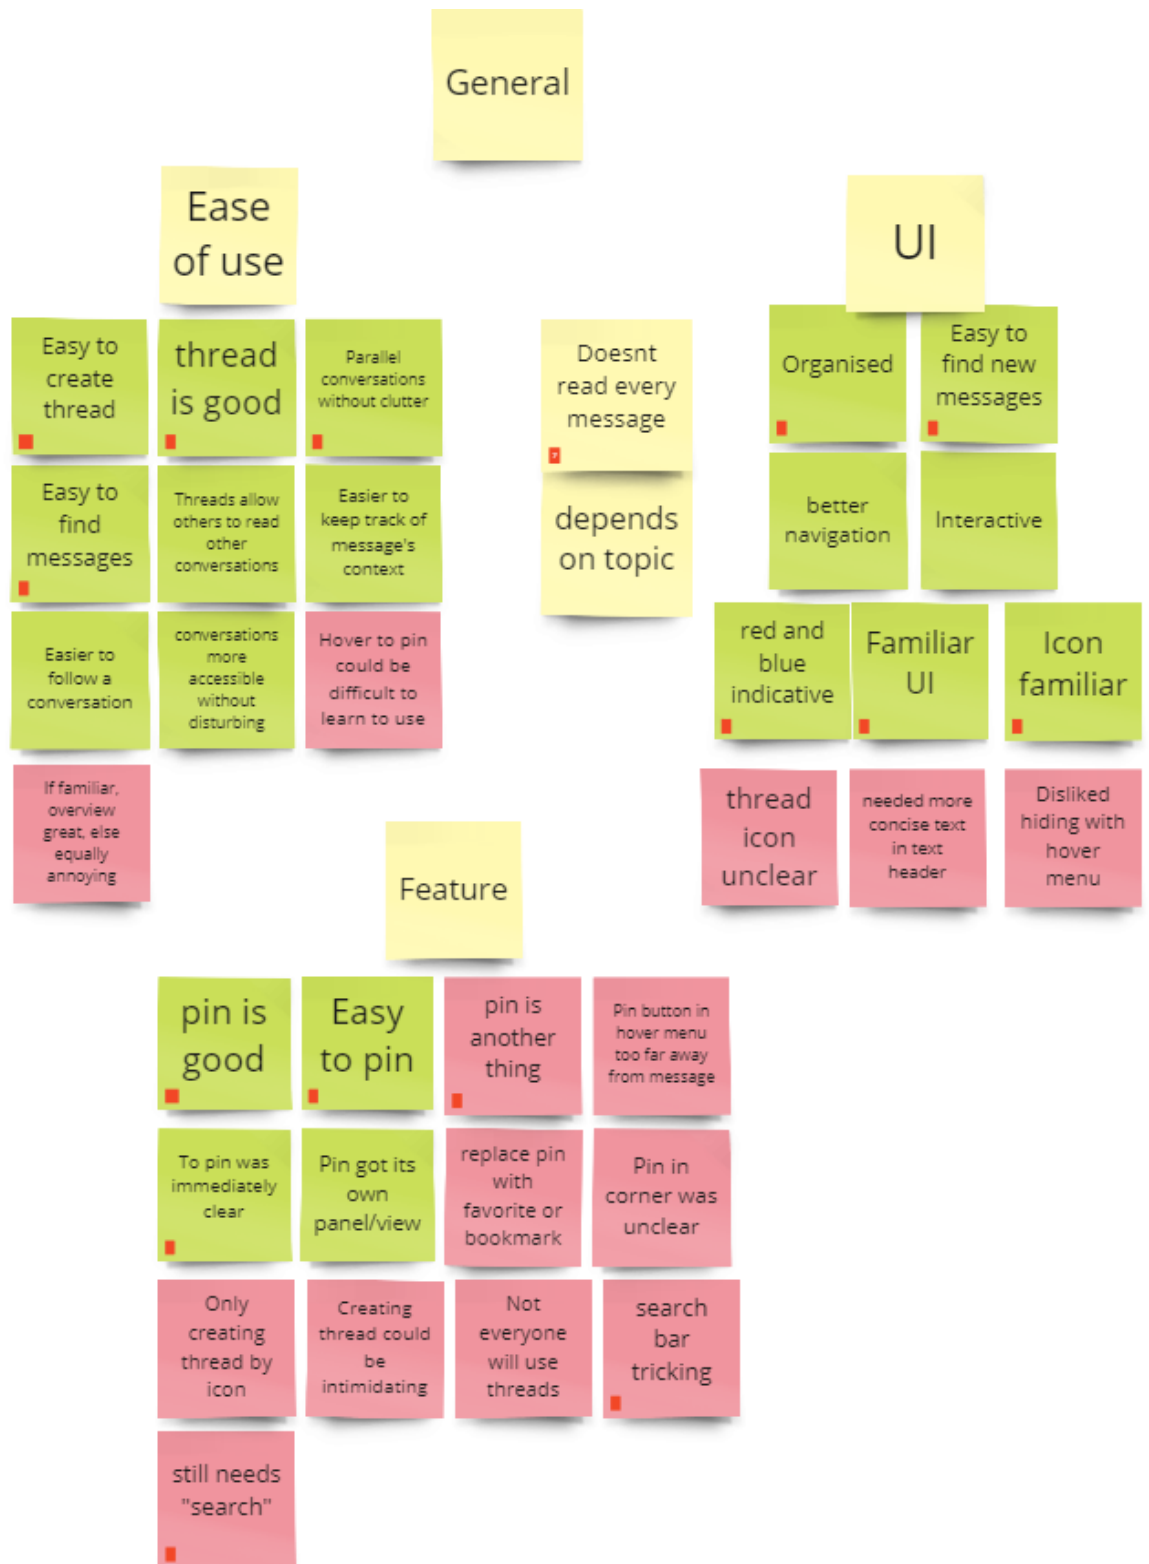 General
Ease
of use
UI
Easy to
create
thread
thread
is good
Parallel
conversations
without clutter
Easy to
find
messages
Threads allow
others to read
other
conversations
Easier to
keep track of
message's
context
Easier to
follow a
conversation
conversations
more
accessible
without
disturbing
Hover to pin
could be
difficult to
learn to use
If familiar,
overview
great, else
equally
annoying
Doesnt
read every
message
depends
on topic
Organised
Easy to
find new
messages
better
navigation
Interactive
red and
blue
indicative
Familiar
UI
Icon
familiar
thread
icon
unclear
needed more
concise text
in text
header
Disliked
hiding with
hover
menu
Feature
pin is
good
Easy
to pin
pin is
another
thing
Pin button in
hover menu
too far away
from message
To pin was
immediately
clear
Pin got its
own
panel/view
replace pin
with
favorite or
bookmark
Pin in
corner was
unclear
Only
creating
thread by
icon
Creating
thread could
be
intimidating
Not
everyone
will use
threads
search
bar
tricking
still needs
"search"